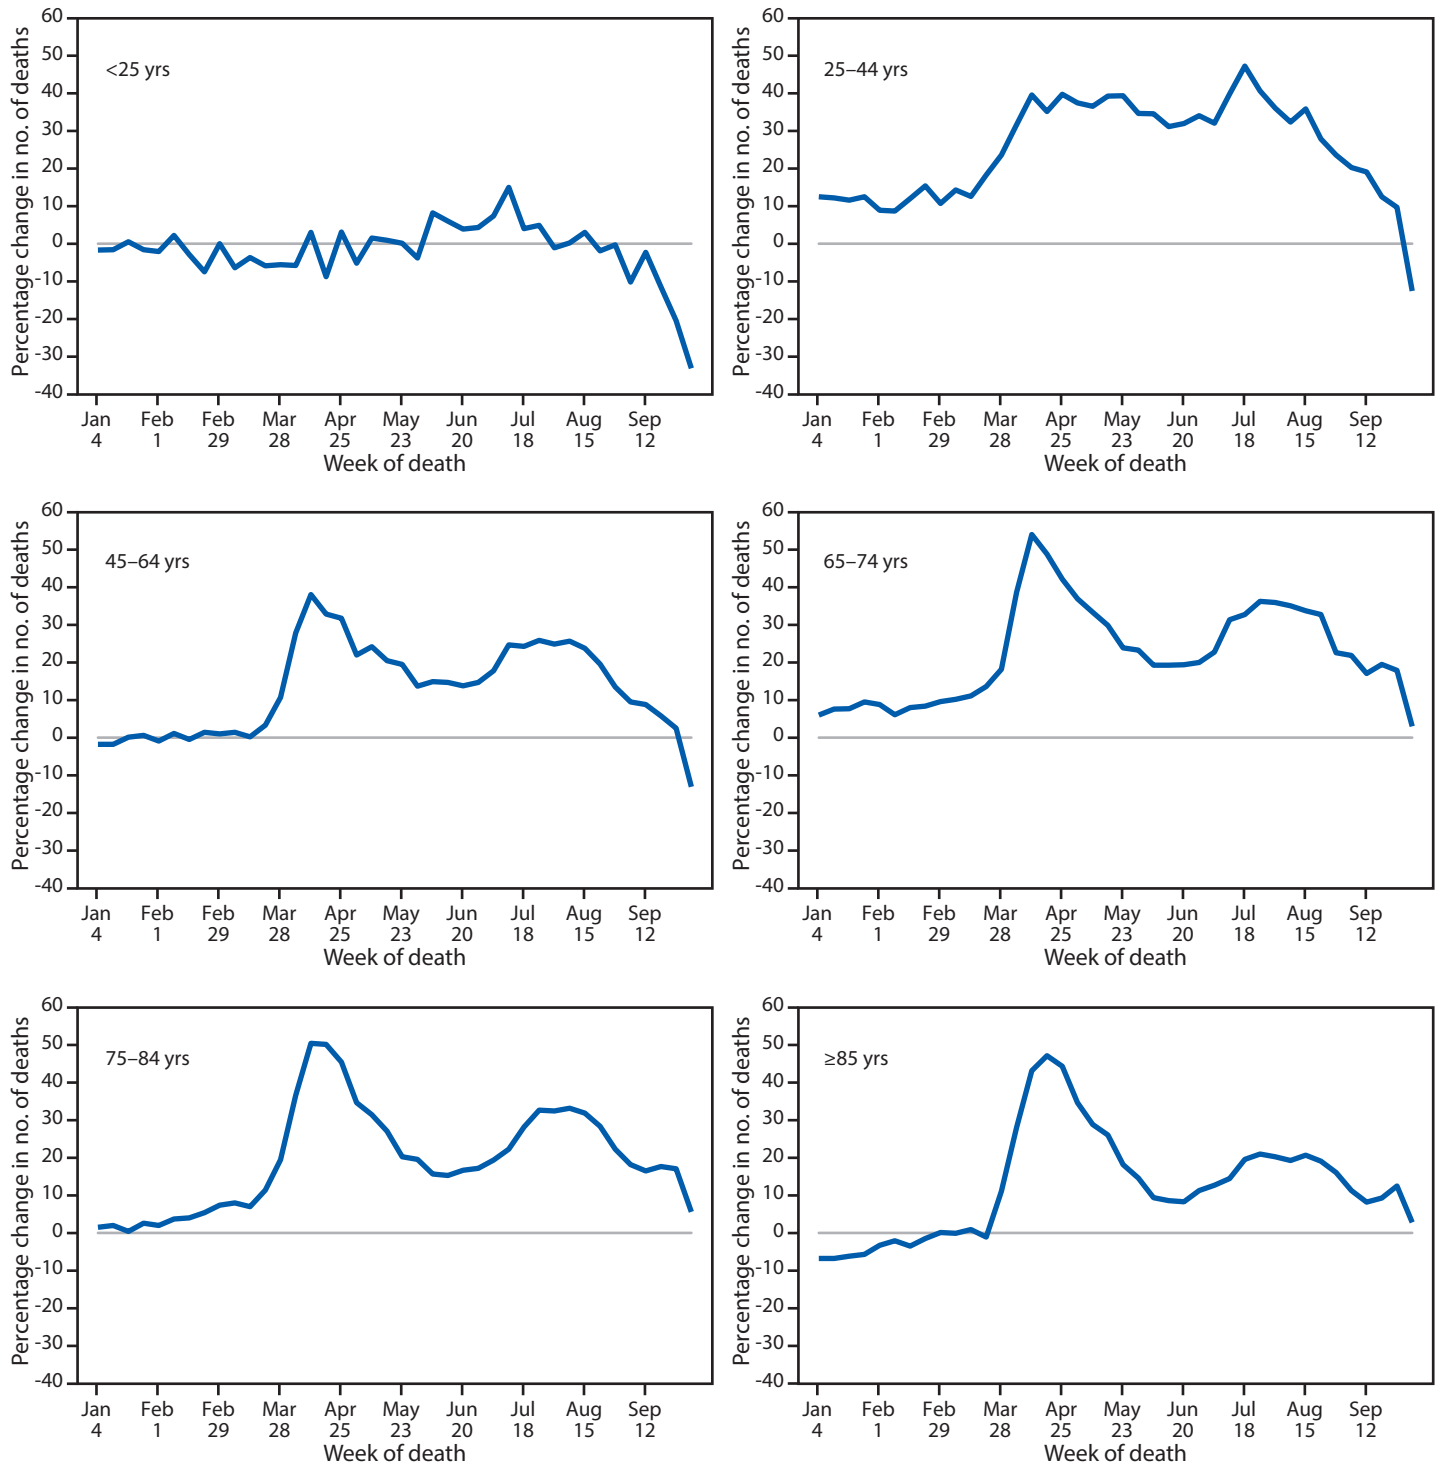 Percentage change in no. of deaths
60
50
40
30
20
10
0
-10
-20
-30
-40
<25 yrs
Jan 4
Feb 1
Feb 29
Mar 28
Apr 25
May 23
Jun 20
Jul 18
Aug 15
Sep 12
Week of death
Percentage change in no. of deaths
60
50
40
30
20
10
0
-10
-20
-30
-40
25–44 yrs
Jan 4
Feb 1
Feb 29
Mar 28
Apr 25
May 23
Jun 20
Jul 18
Aug 15
Sep 12
Week of death
Percentage change in no. of deaths
60
50
40
30
20
10
0
-10
-20
-30
-40
45–64 yrs
Jan 4
Feb 1
Feb 29
Mar 28
Apr 25
May 23
Jun 20
Jul 18
Aug 15
Sep 12
Week of death
Percentage change in no. of deaths
60
50
40
30
20
10
0
-10
-20
-30
-40
65–74 yrs
Jan 4
Feb 1
Feb 29
Mar 28
Apr 25
May 23
Jun 20
Jul 18
Aug 15
Sep 12
Week of death
Percentage change in no. of deaths
60
50
40
30
20
10
0
-10
-20
-30
-40
75–84 yrs
Jan 4
Feb 1
Feb 29
Mar 28
Apr 25
May 23
Jun 20
Jul 18
Aug 15
Sep 12
Week of death
Percentage change in no. of deaths
60
50
40
30
20
10
0
-10
-20
-30
-40
≥85 yrs
Jan 4
Feb 1
Feb 29
Mar 28
Apr 25
May 23
Jun 20
Jul 18
Aug 15
Sep 12
Week of death